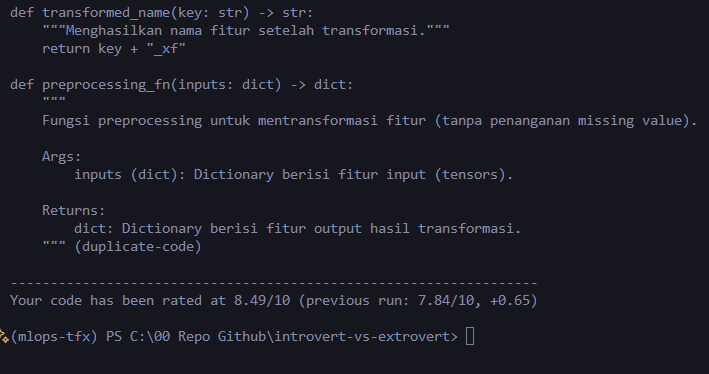 def transformed_name(key: str) -> str:
    """Menghasilkan nama fitur setelah transformasi."""
    return key + "_xf"

def preprocessing_fn(inputs: dict) -> dict:
    """
    Fungsi preprocessing untuk mentransformasi fitur (tanpa penanganan missing value).

    Args:
        inputs (dict): Dictionary berisi fitur input (tensors).

    Returns:
        dict: Dictionary berisi fitur output hasil transformasi.
    """ (duplicate-code)

------------------------------------------------------------------
Your code has been rated at 8.49/10 (previous run: 7.84/10, +0.65)

(mlops-tfx) PS C:\00 Repo Github\introvert-vs-extrovert>